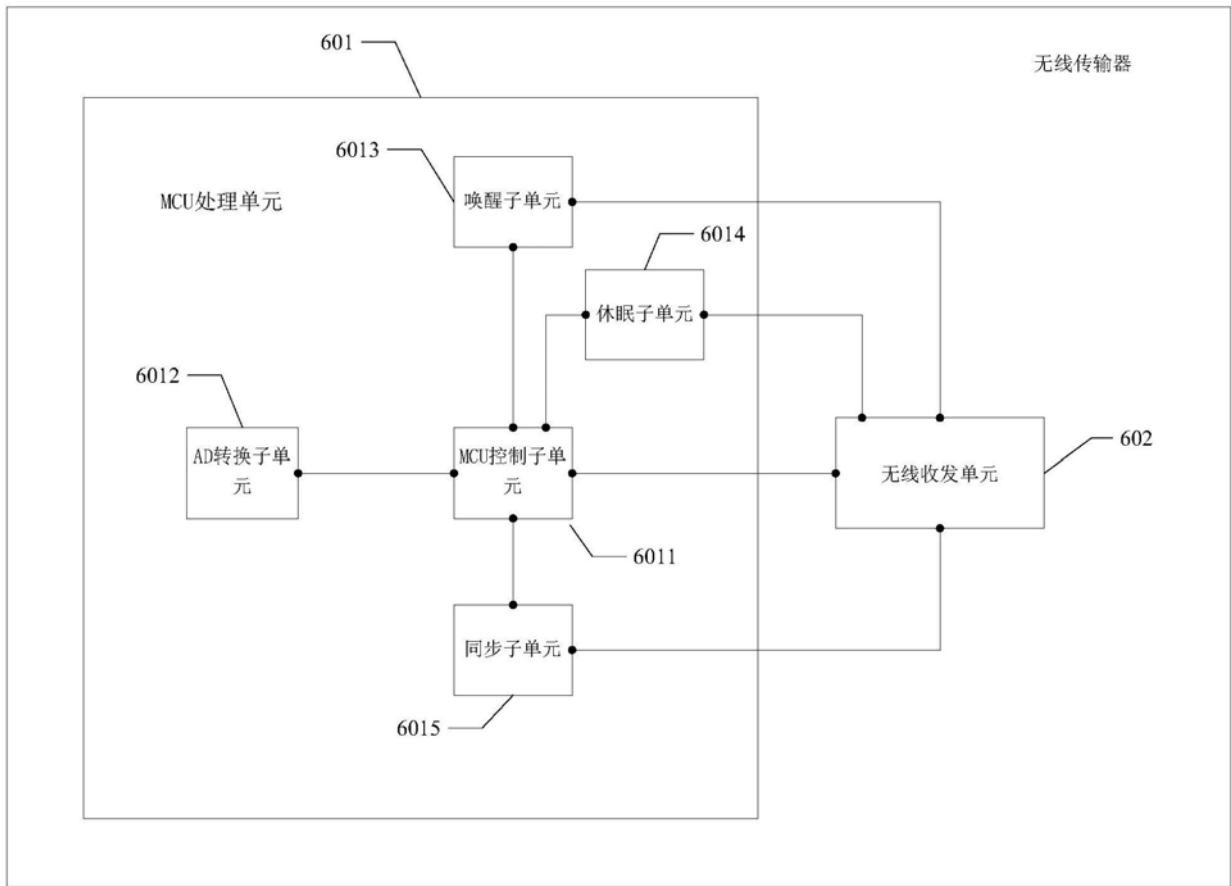 601
无线传输器
6013
MCU处理单元
唤醒子单元
6014
休眠子单元
6012
AD转换子单
元
MCU控制子单
元
602
无线收发单元
6011
同步子单元
6015